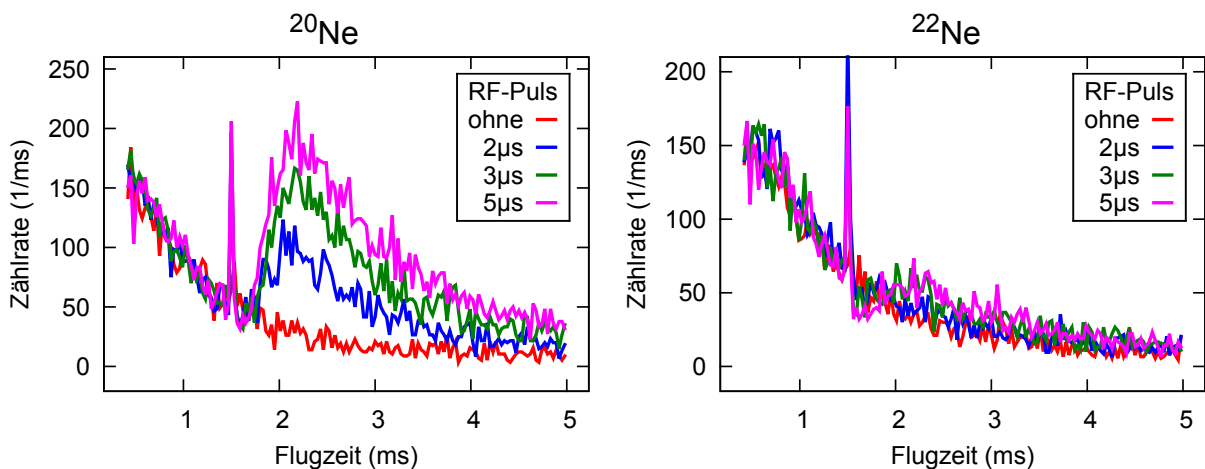 20Ne
250
200
150
100
50
0
Zählrate (1/ms)
RF-Puls
ohne
2µs
3µs
5µs
1 2 3 4 5
Flugzeit (ms)
22Ne
200
150
100
50
0
Zählrate (1/ms)
RF-Puls
ohne
2µs
3µs
5µs
1 2 3 4 5
Flugzeit (ms)